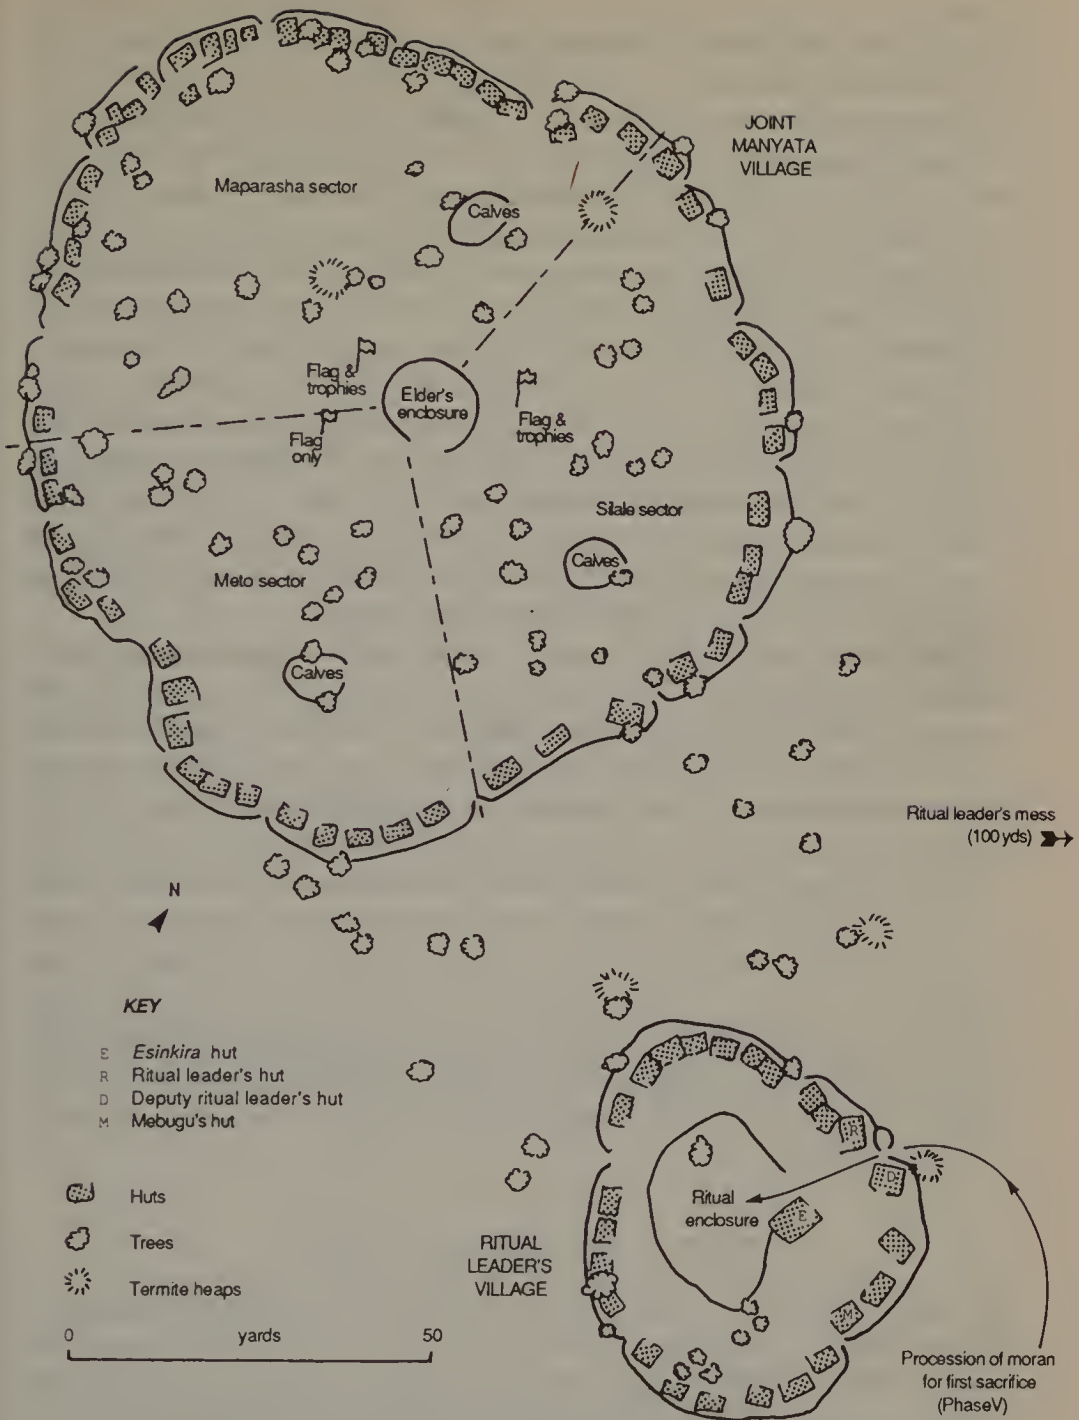 JOINT
MANYATA
VILLAGE
Maparasha sector
Calves
Flag &
trophies
Elder's
enclosure
Flag &
trophies
Flag
only
Silale sector
Calves
Meto sector
Calves
Ritual leader's mess
(100 yds)
N
KEY
E Esinkira hut
R Ritual leader's hut
D Deputy ritual leader's hut
M Mebugu's hut
Huts
Trees
Termite heaps
0 yards 50
R
D
Ritual
enclosure
E
M
RITUAL
LEADER'S
VILLAGE
Procession of moran
for first sacrifice
(Phase V)